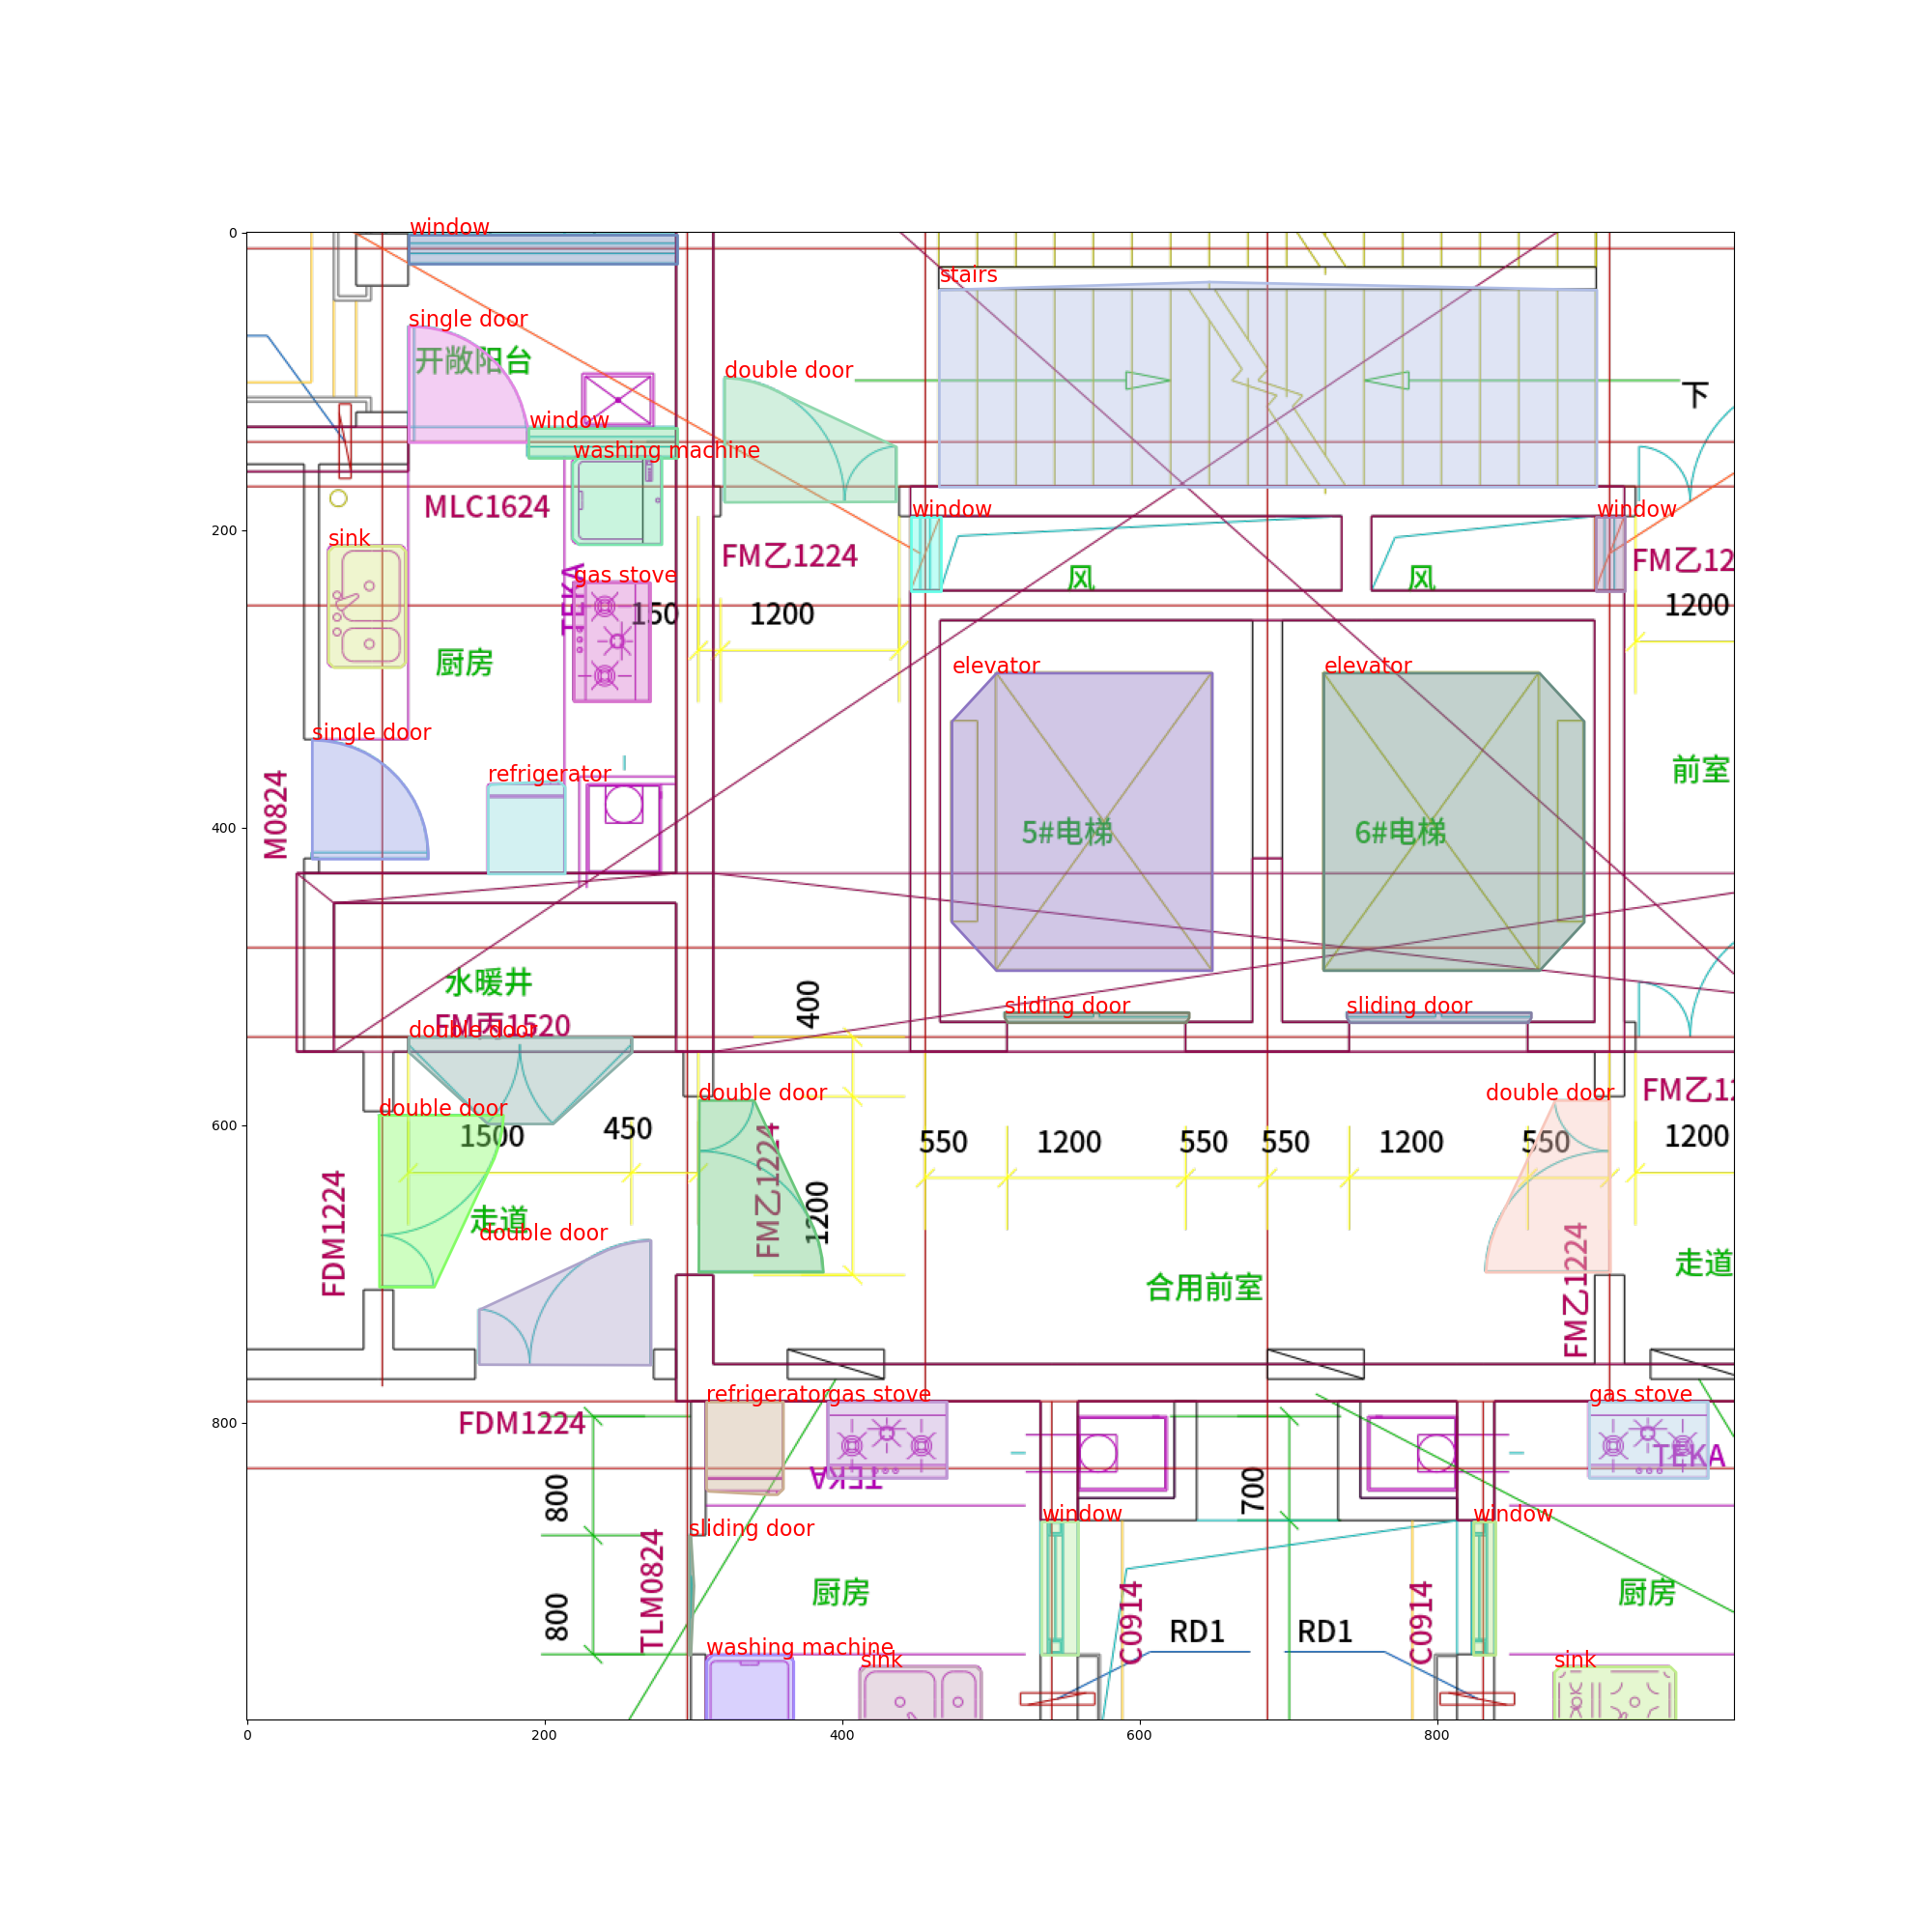 window
0
stairs
single door
开敞阳台
double door
下
window
washing machine
MLC1624
window
window
200
sink
FM乙1224
FM乙12
风
风
gas stove
TEKA
150
1200
1200
厨房
elevator
elevator
single door
前室
refrigerator
M0824
400
5#电梯
6#电梯
水暖井
400
sliding door
sliding door
FM丙1520
double door
double door
double door
FM乙12
double door
600
1500
450
550
1200
550
550
1200
550
1200
FDM1224
走道
FM乙1224
1200
double door
走道
FM乙1224
合用前室
refrigerator
gas stove
gas stove
800
FDM1224
TEKA
TEKA
800
700
window
window
sliding door
TLM0824
厨房
厨房
800
C0914
C0914
RD1
RD1
washing machine
sink
sink
0
200
400
600
800